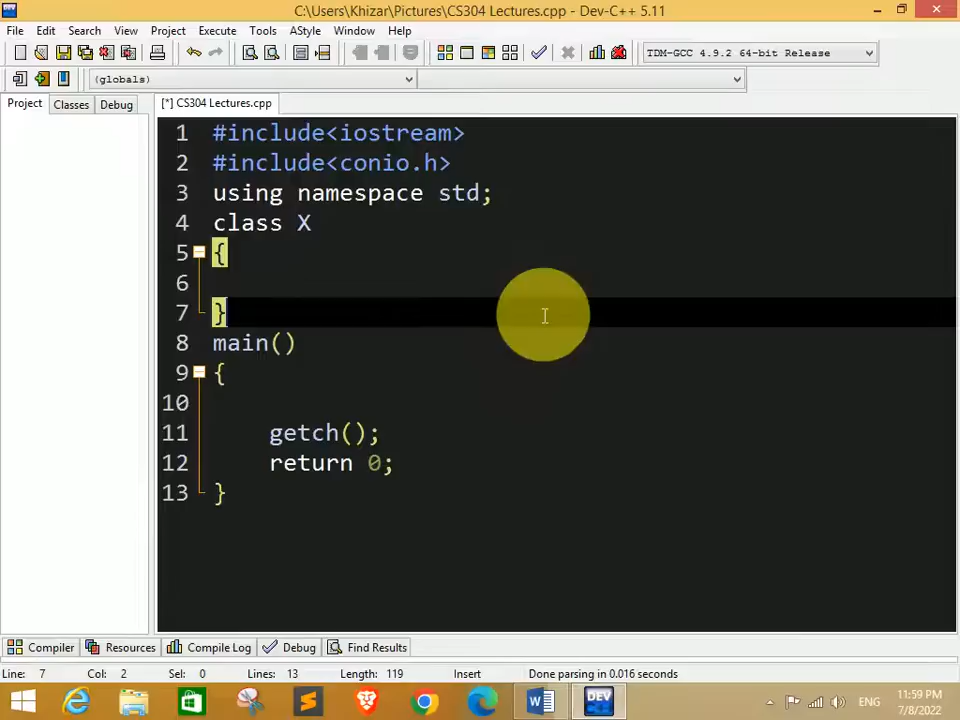 C:\Users\Khizar\Pictures\CS304 Lectures.cpp - Dev-C++ 5.11
File Edit Search View Project Execute Tools AStyle Window Help
TDM-GCC 4.9.2 64-bit Release
(globals)
Project Classes Debug [*] CS304 Lectures.cpp
1 #include<iostream>
2 #include<conio.h>
3 using namespace std;
4 class X
5 {
6
7 }
8 main()
9 {
10
11 getch();
12 return 0;
13 }
Compiler Resources Compile Log Debug Find Results
Line: 7 Col: 2 Sel: 0 Lines: 13 Length: 119 Insert Done parsing in 0.016 seconds
DEV
ENG
11:59 PM
7/8/2022